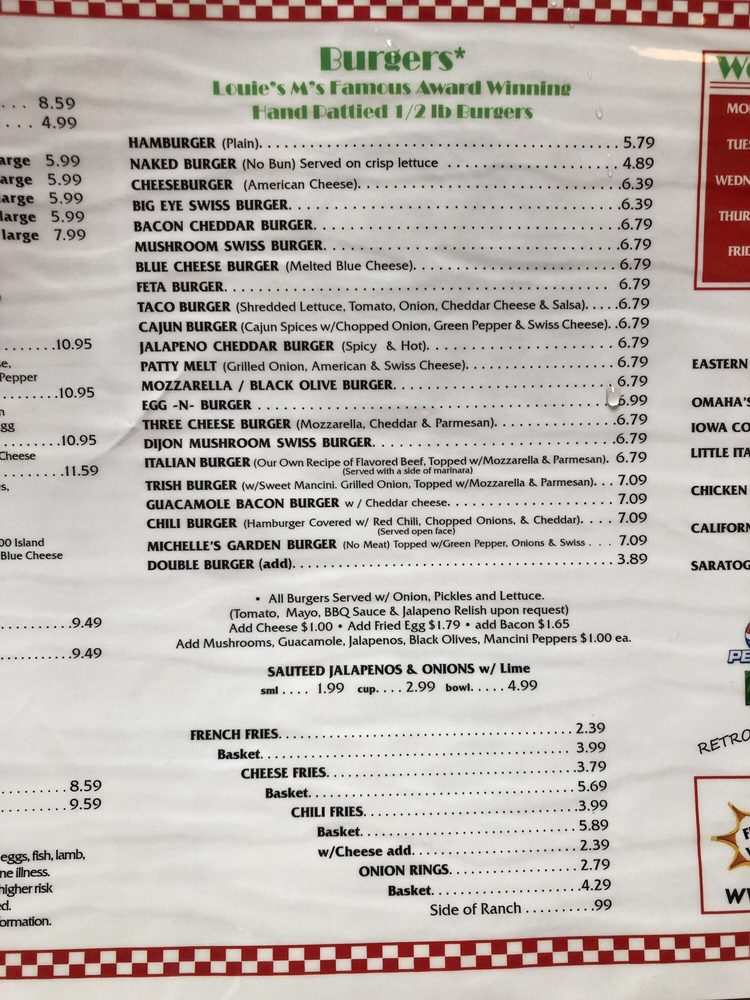 Burgers*
Louie's M's Famous Award Winning
Hand Pattied 1/2 lb Burgers
HAMBURGER (Plain). 5.79
NAKED BURGER (No Bun) Served on crisp lettuce 4.89
CHEESEBURGER (American Cheese). 6.39
BIG EYE SWISS BURGER. 6.39
BACON CHEDDAR BURGER. 6.79
MUSHROOM SWISS BURGER. 6.79
BLUE CHEESE BURGER (Melted Blue Cheese). 6.79
FETA BURGER. 6.79
TACO BURGER (Shredded Lettuce, Tomato, Onion, Cheddar Cheese & Salsa). 6.79
CAJUN BURGER (Cajun Spices w/Chopped Onion, Green Pepper & Swiss Cheese). 6.79
JALAPENO CHEDDAR BURGER (Spicy & Hot). 6.79
PATTY MELT (Grilled Onion, American & Swiss Cheese). 6.79
MOZZARELLA / BLACK OLIVE BURGER. 6.79
EGG -N- BURGER 6.99
THREE CHEESE BURGER (Mozzarella, Cheddar & Parmesan). 6.79
DIJON MUSHROOM SWISS BURGER. 6.79
ITALIAN BURGER (Our Own Recipe of Flavored Beef, Topped w/Mozzarella & Parmesan). 6.79
(Served with a side of marinara)
TRISH BURGER (w/Sweet Mancini. Grilled Onion, Topped w/Mozzarella & Parmesan). 7.09
GUACAMOLE BACON BURGER w / Cheddar cheese. 7.09
CHILI BURGER (Hamburger Covered w/ Red Chili, Chopped Onions, & Cheddar). 7.09
(Served open face)
MICHELLE'S GARDEN BURGER (No Meat) Topped w/Green Pepper, Onions & Swiss 7.09
DOUBLE BURGER (add). 3.89
• All Burgers Served w/ Onion, Pickles and Lettuce.
(Tomato, Mayo, BBQ Sauce & Jalapeno Relish upon request)
Add Cheese $1.00 • Add Fried Egg $1.79 • add Bacon $1.65
Add Mushrooms, Guacamole, Jalapenos, Black Olives, Mancini Peppers $1.00 ea.
SAUTEED JALAPENOS & ONIONS w/ Lime
sml 1.99 cup. 2.99 bowl. 4.99
FRENCH FRIES. 2.39
Basket. 3.99
CHEESE FRIES. 3.79
Basket. 5.69
CHILI FRIES. 3.99
Basket. 5.89
w/Cheese add. 2.39
ONION RINGS. 2.79
Basket. 4.29
Side of Ranch .99
8.59
4.99
arge 5.99
arge 5.99
large 5.99
large 5.99
large 7.99
10.95
Pepper
10.95
10.95
Cheese
11.59
00 Island
Blue Cheese
9.49
9.49
8.59
9.59
eggs, fish, lamb,
ne illness.
higher risk
ed.
ormation.
MO
TUES
WEDN
THUR
FRID
EASTERN
OMAHA'S
IOWA CO
LITTLE ITA
CHICKEN
CALIFORN
SARATOG
PE
RETRO